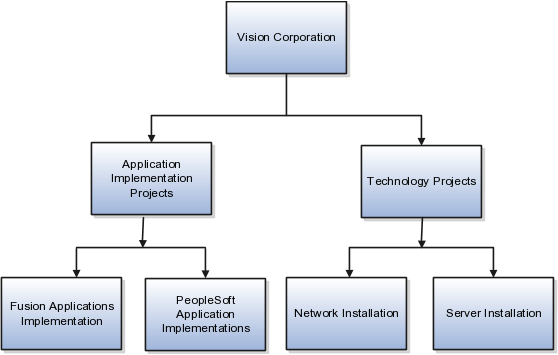 Vision Corporation
Application
Implementation
Projects
Technology Projects
Fusion Applications
Implementation
PeopleSoft
Application
Implementations
Network Installation
Server Installation